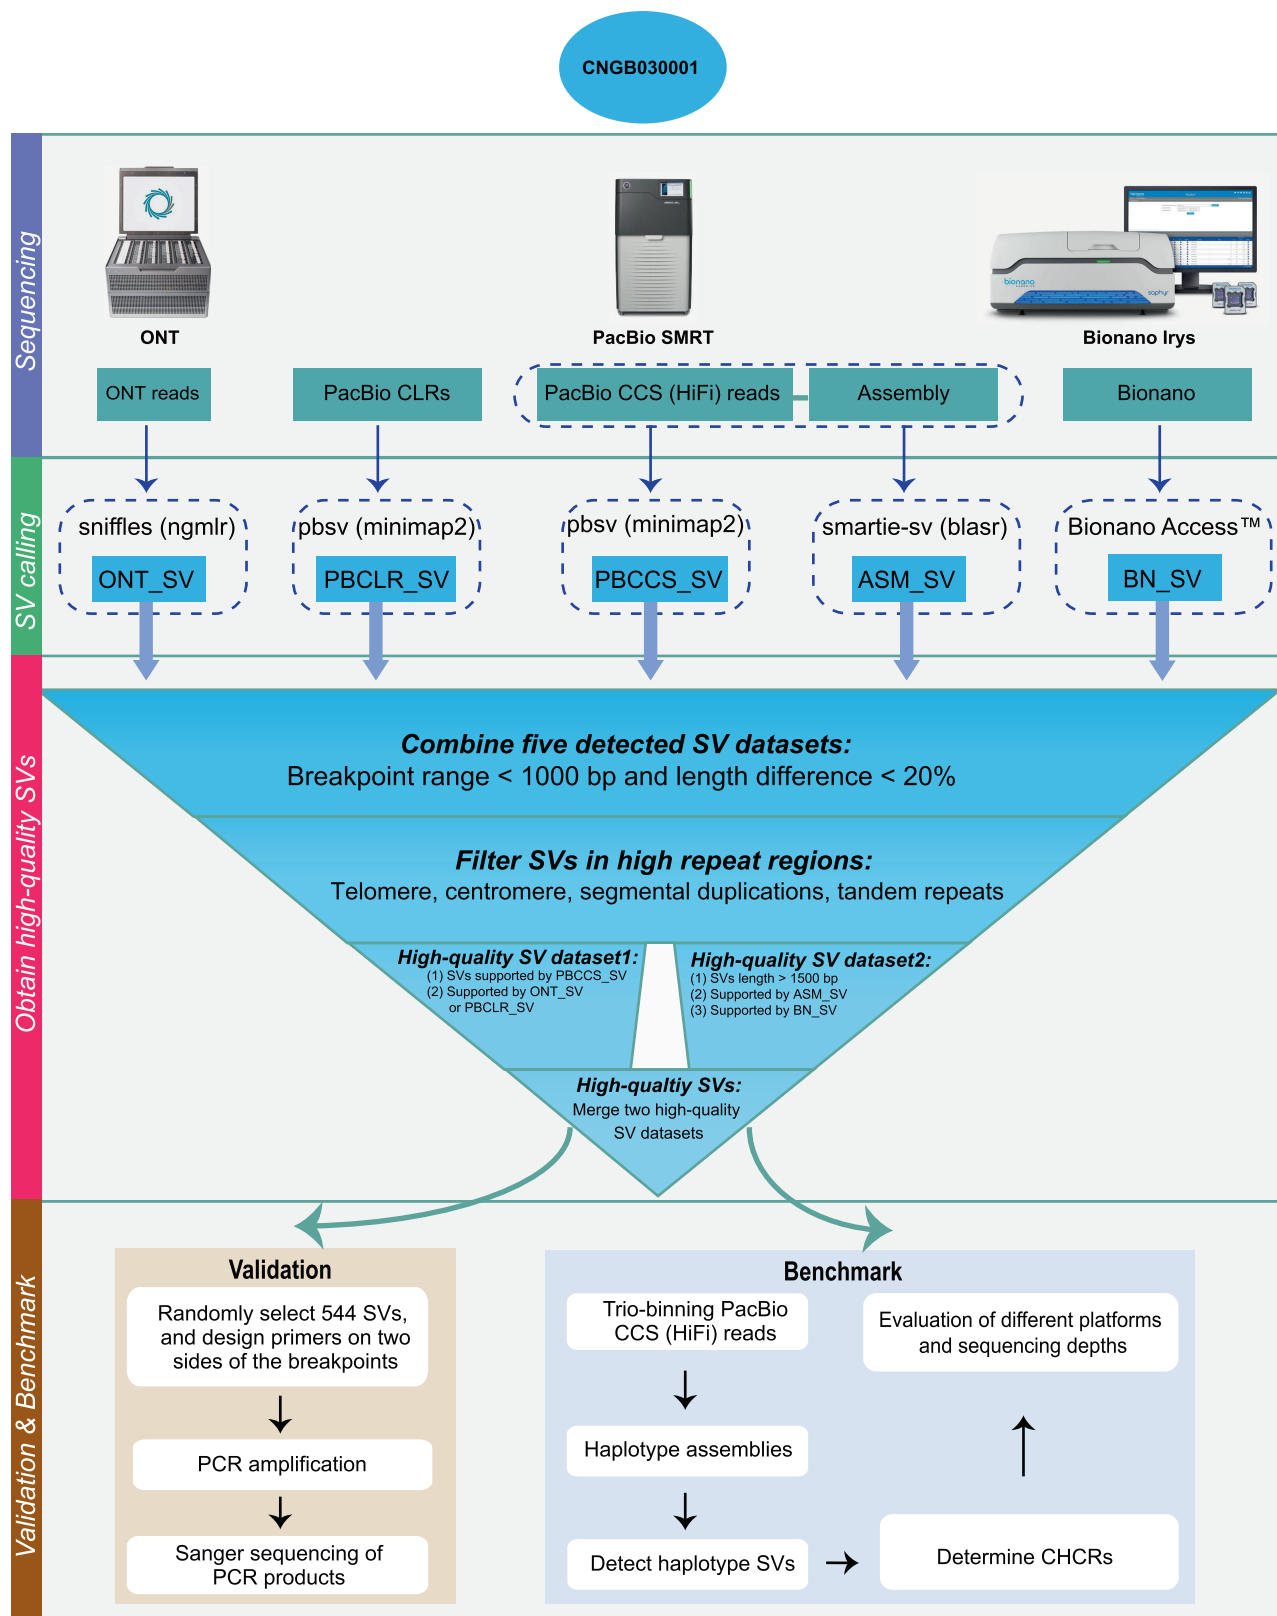 CNGB030001
Sequencing
bionano
saphyr
ONT
PacBio SMRT
Bionano Irys
ONT reads
PacBio CLRs
PacBio CCS (HiFi) reads
Assembly
Bionano
SV calling
sniffles (ngmlr)
ONT_SV
pbsv (minimap2)
PBCLR_SV
pbsv (minimap2)
PBCCS_SV
smartie-sv (blasr)
ASM_SV
Bionano Access™
BN_SV
Obtain high-quality SVs
Combine five detected SV datasets:
Breakpoint range < 1000 bp and length difference < 20%
Filter SVs in high repeat regions:
Telomere, centromere, segmental duplications, tandem repeats
High-quality SV dataset1:
(1) SVs supported by PBCCS_SV
(2) Supported by ONT_SV
or PBCLR_SV
High-quality SV dataset2:
(1) SVs length > 1500 bp
(2) Supported by ASM_SV
(3) Supported by BN_SV
High-qualtiy SVs:
Merge two high-quality
SV datasets
Validation & Benchmark
Validation
Randomly select 544 SVs,
and design primers on two
sides of the breakpoints
PCR amplification
Sanger sequencing of
PCR products
Benchmark
Trio-binning PacBio
CCS (HiFi) reads
Haplotype assemblies
Detect haplotype SVs
Determine CHCRs
Evaluation of different platforms
and sequencing depths